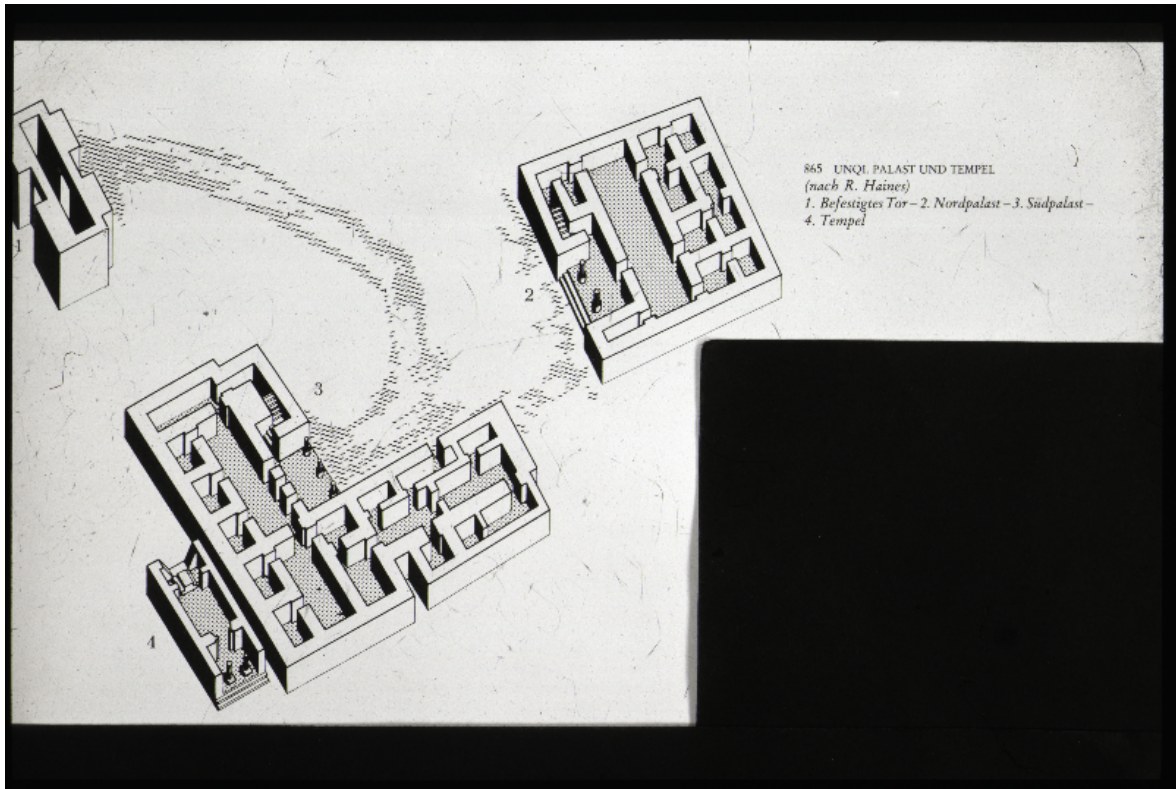 865 UNQI. PALAST UND TEMPEL
(nach R. Haines)
1. Befestigtes Tor – 2. Nordpalast – 3. Südpalast –
4. Tempel
1
2
3
4